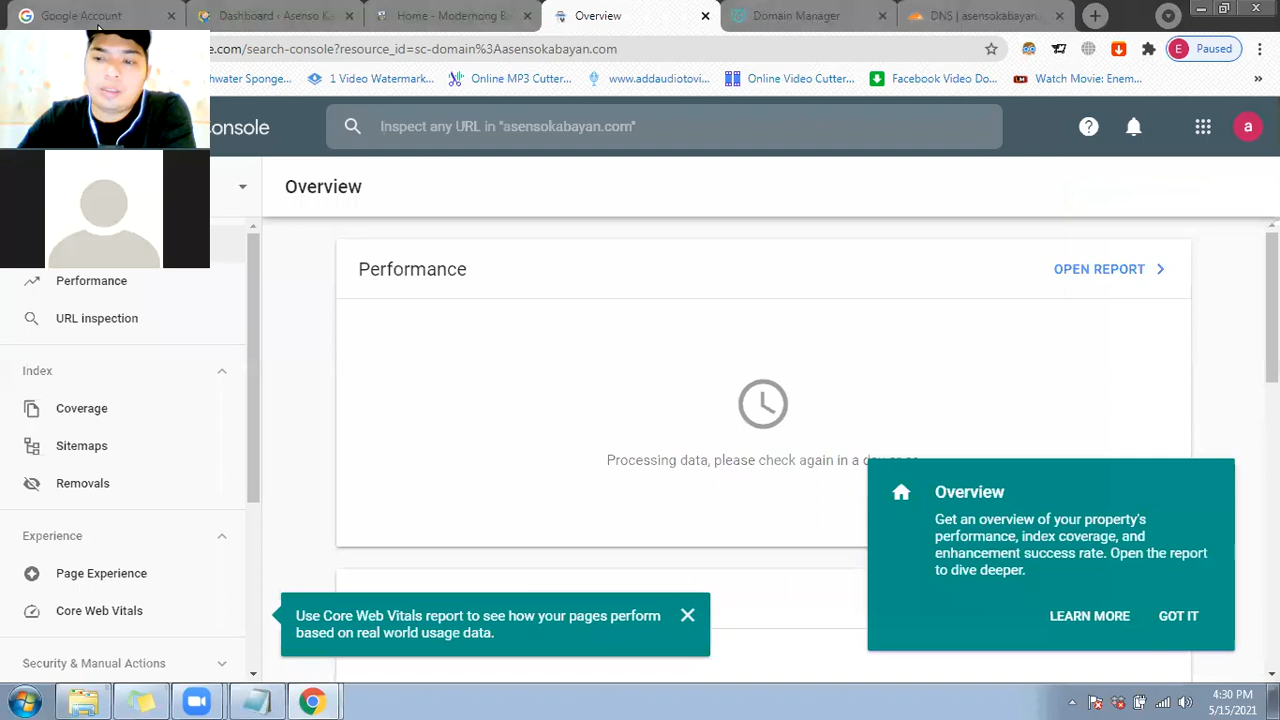 Google Account
Dashboard ‹ Asenso Ka
Home - Modernong B
Overview
Domain Manager
DNS | asensokabayan.
e.com/search-console?resource_id=sc-domain%3Aasensokabayan.com
E Paused
hwater Sponge...
1 Video Watermark...
Online MP3 Cutter...
www.addaudiotovi...
Online Video Cutter...
Facebook Video Do...
Watch Movie: Enem...
onsole
Inspect any URL in "asensokabayan.com"
a
Overview
Performance
URL inspection
Index
Coverage
Sitemaps
Removals
Experience
Page Experience
Core Web Vitals
Security & Manual Actions
Performance
OPEN REPORT
Processing data, please check again in a day or so
Use Core Web Vitals report to see how your pages perform
based on real world usage data.
Overview
Get an overview of your property's
performance, index coverage, and
enhancement success rate. Open the report
to dive deeper.
LEARN MORE GOT IT
4:30 PM
5/15/2021